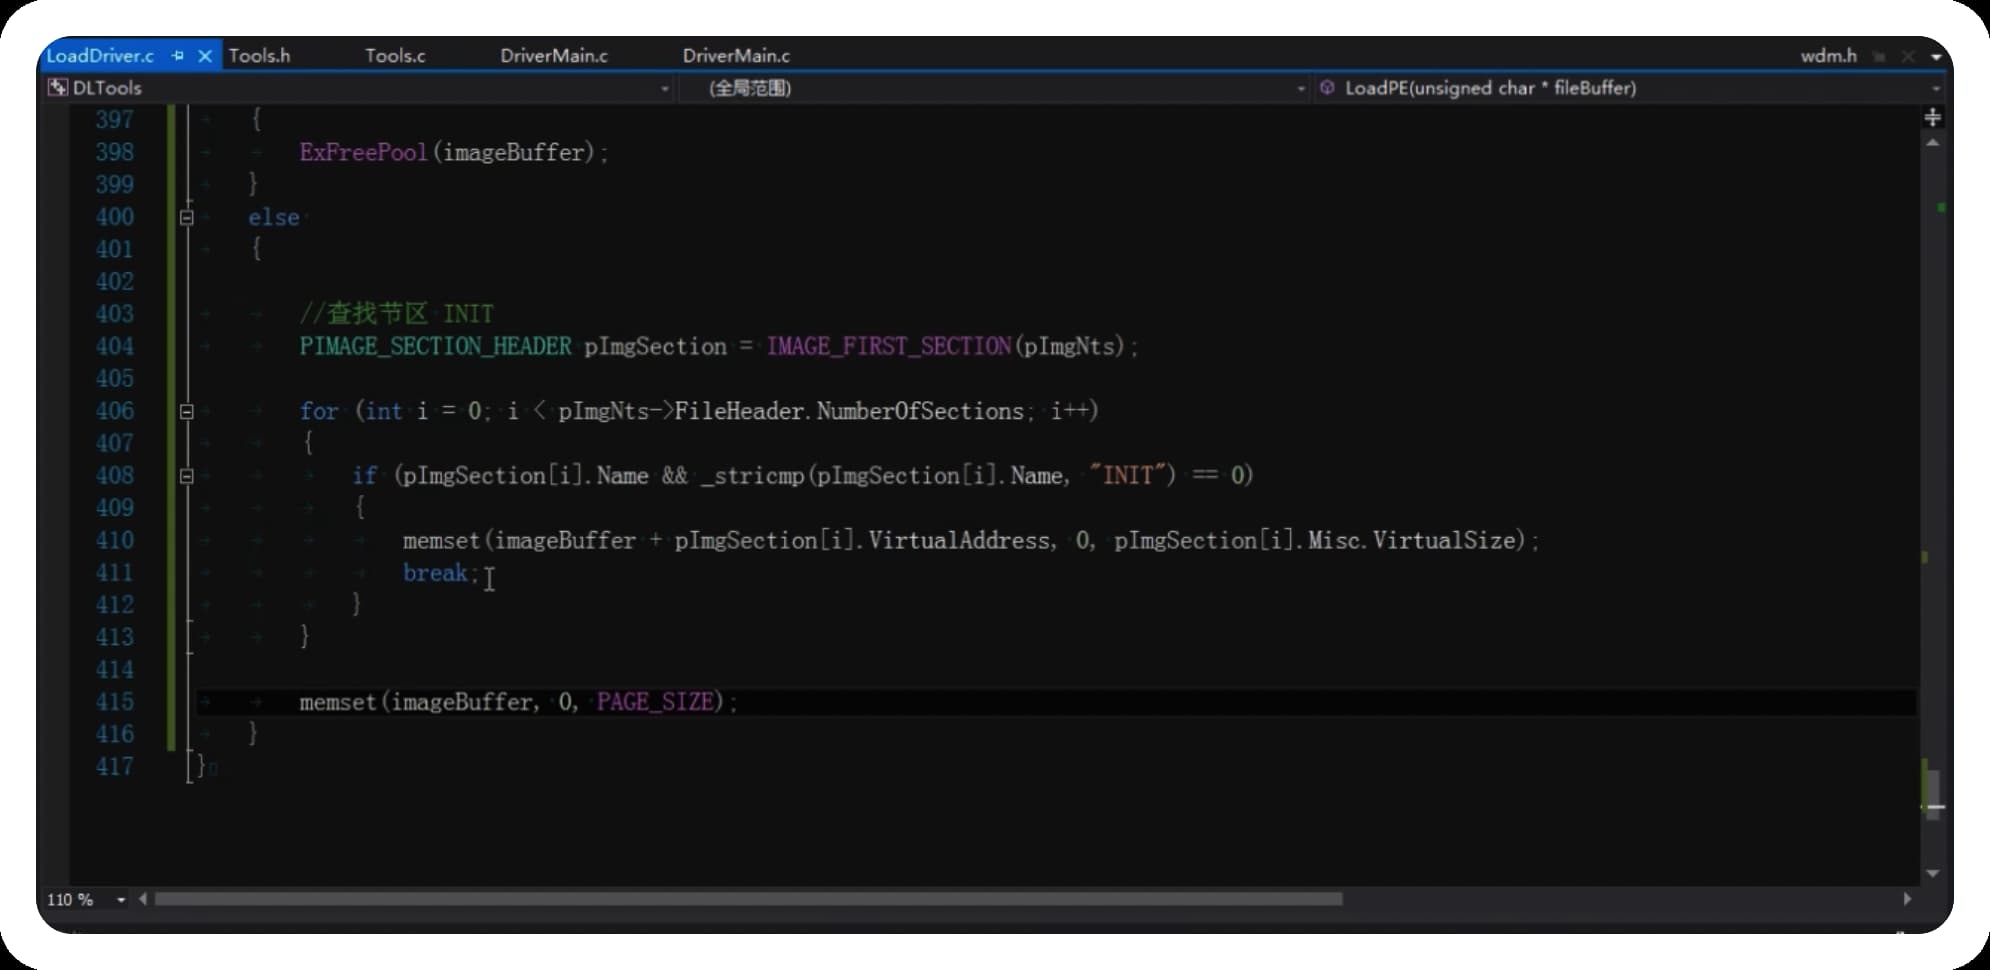 LoadDriver.c Tools.h Tools.c DriverMain.c DriverMain.c wdm.h
DLTools (全局范围) LoadPE(unsigned char * fileBuffer)
397 {
398 ExFreePool(imageBuffer);
399 }
400 else
401 {
402
403 //查找节区 INIT
404 PIMAGE_SECTION_HEADER pImgSection = IMAGE_FIRST_SECTION(pImgNts);
405
406 for (int i = 0; i < pImgNts->FileHeader.NumberOfSections; i++)
407 {
408 if (pImgSection[i].Name && _stricmp(pImgSection[i].Name, "INIT") == 0)
409 {
410 memset(imageBuffer + pImgSection[i].VirtualAddress, 0, pImgSection[i].Misc.VirtualSize);
411 break;
412 }
413 }
414
415 memset(imageBuffer, 0, PAGE_SIZE);
416 }
417 }
110 %